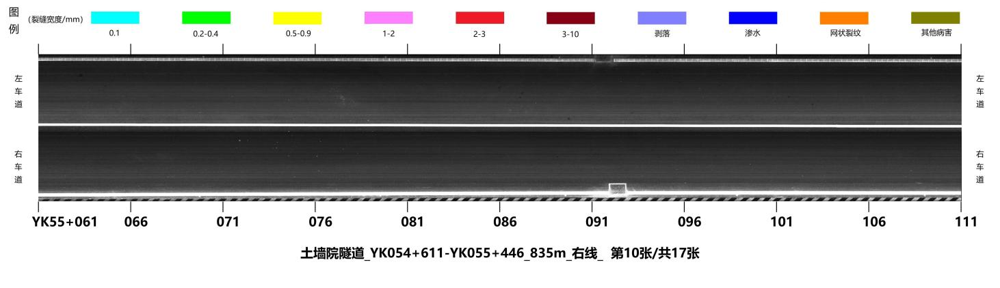 图例
(裂缝宽度/mm)
0.1 0.2-0.4 0.5-0.9 1-2 2-3 3-10 剥落 渗水 网状裂纹 其他病害
左车道 左车道
右车道 右车道
YK55+061 066 071 076 081 086 091 096 101 106 111
土墙院隧道_YK054+611-YK055+446_835m_右线_ 第10张/共17张